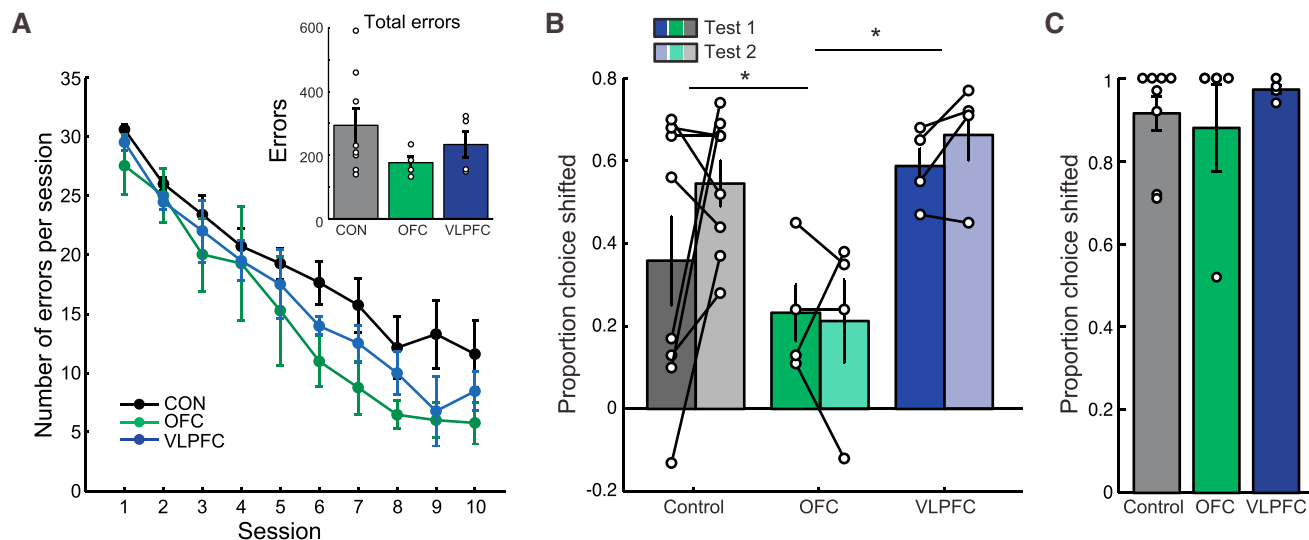 A
Total errors
600
400
200
0
Errors
CON
OFC
VLPFC
35
30
25
20
15
10
5
0
Number of errors per session
CON
OFC
VLPFC
1 2 3 4 5 6 7 8 9 10
Session
B
Test 1
Test 2
*
*
0.8
0.6
0.4
0.2
0
-0.2
Proportion choice shifted
Control
OFC
VLPFC
C
1
0.8
0.6
0.4
0.2
0
Proportion choice shifted
Control
OFC
VLPFC